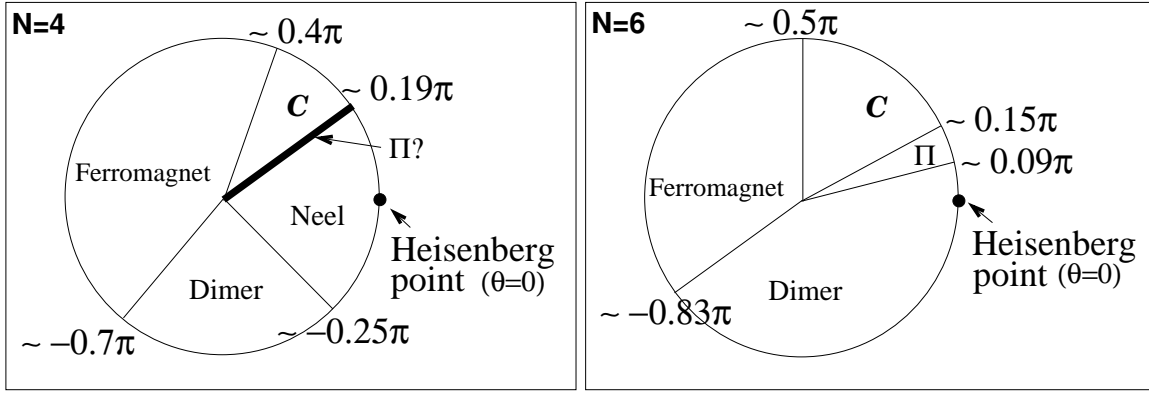 N=4
~ 0.4π
C
~ 0.19π
Π?
Ferromagnet
Neel
Heisenberg
point (θ=0)
Dimer
~ −0.25π
~ −0.7π
N=6
~ 0.5π
C
~ 0.15π
Π
~ 0.09π
Ferromagnet
Heisenberg
point (θ=0)
Dimer
~ −0.83π